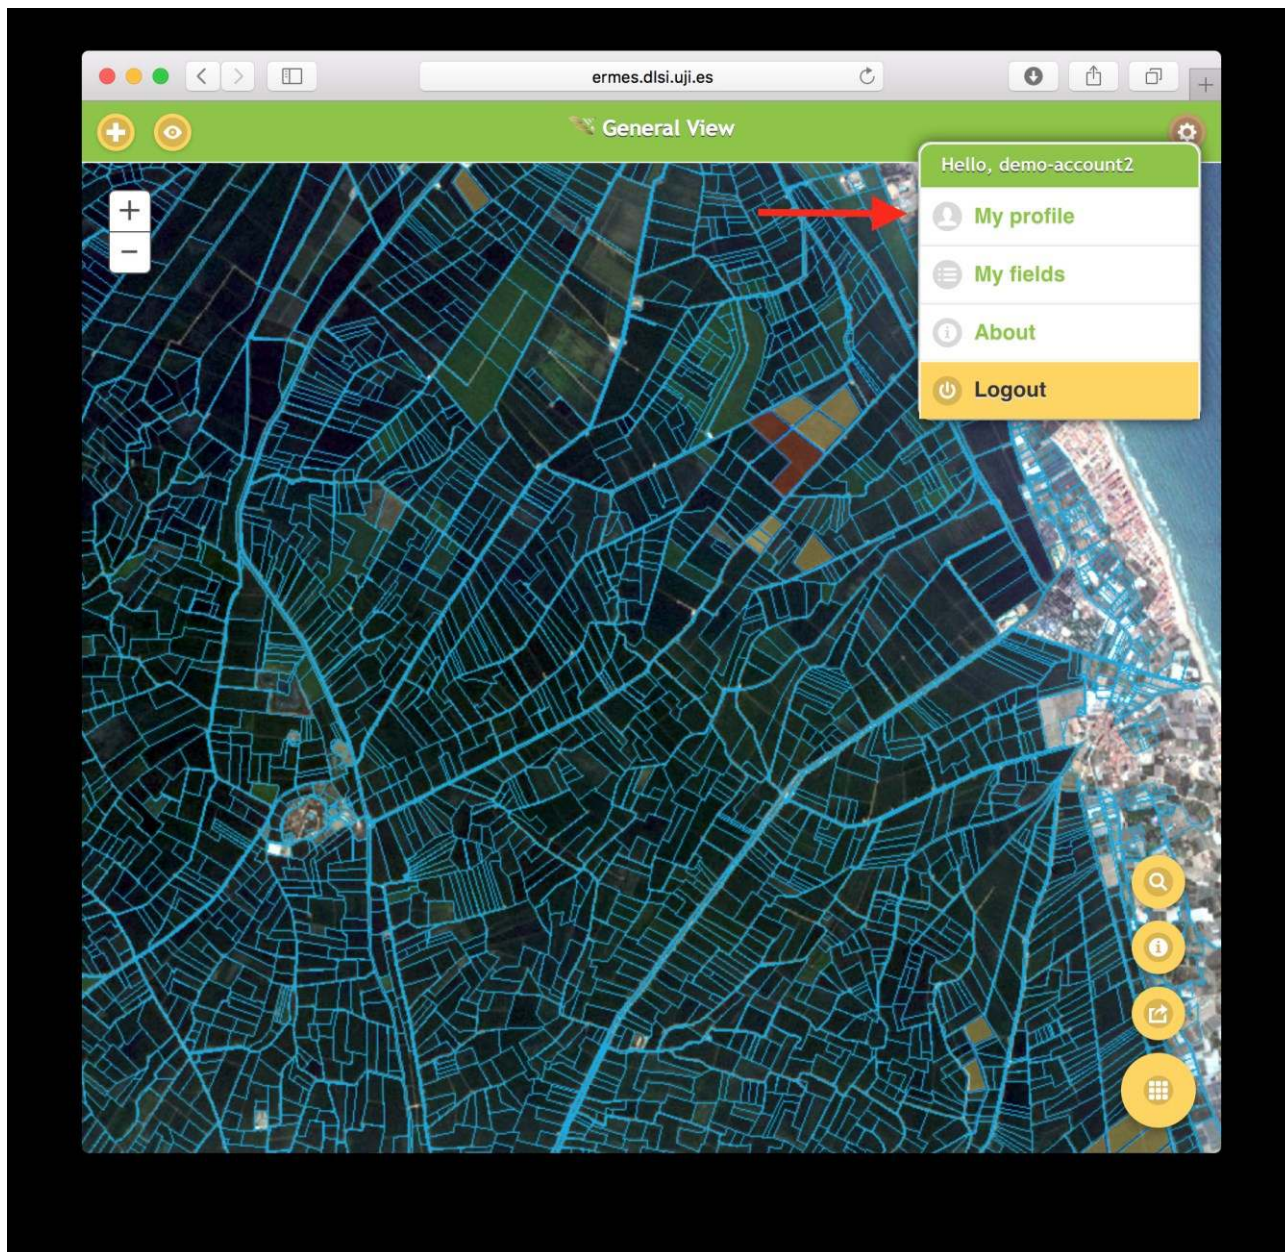 ermes.dlsi.uji.es
General View
Hello, demo-account2
My profile
My fields
About
Logout